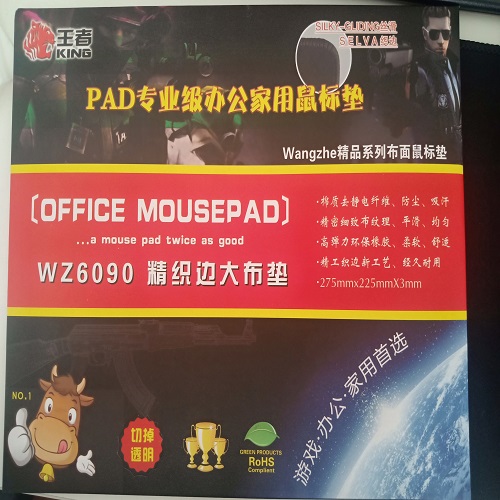 王者
KING
SILKY-GLIDING丝滑
SELVA锁边
PAD专业级办公家用鼠标垫
Wangzhe精品系列布面鼠标垫
[OFFICE MOUSEPAD]
...a mouse pad twice as good
WZ6090 精织边大布垫
·棉质去静电纤维、防尘、吸汗
·精密细致布纹理、平滑、均匀
·高弹力环保橡胶、柔软、舒适
·精工织边新工艺、经久耐用
·275mmx225mmX3mm
游戏·办公·家用首选
NO.1
切掉
透明
GREEN PRODUCTS
RoHS
Complient